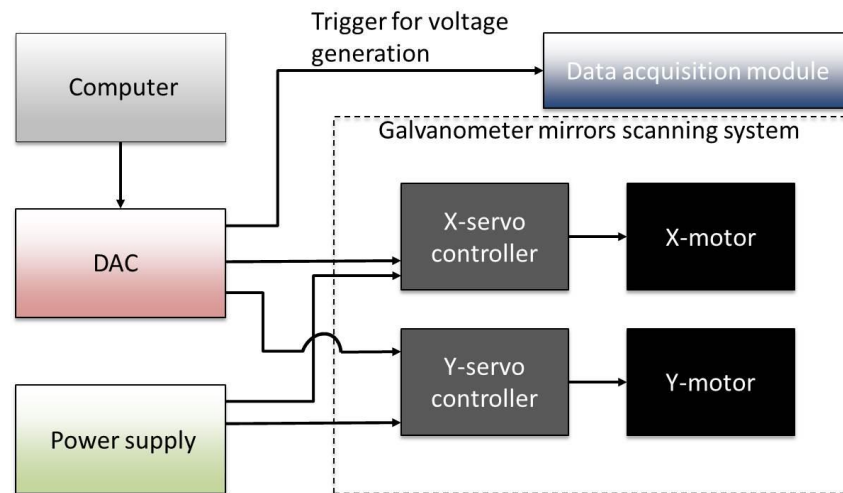 Trigger for voltage
generation
Computer
Data acquisition module
Galvanometer mirrors scanning system
DAC
X-servo
controller
X-motor
Y-servo
controller
Y-motor
Power supply